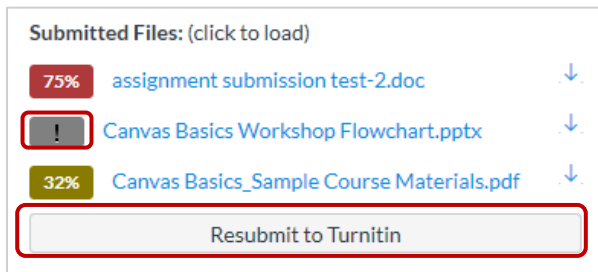 Submitted Files: (click to load)
75% assignment submission test-2.doc
! Canvas Basics Workshop Flowchart.pptx
32% Canvas Basics_Sample Course Materials.pdf
Resubmit to Turnitin